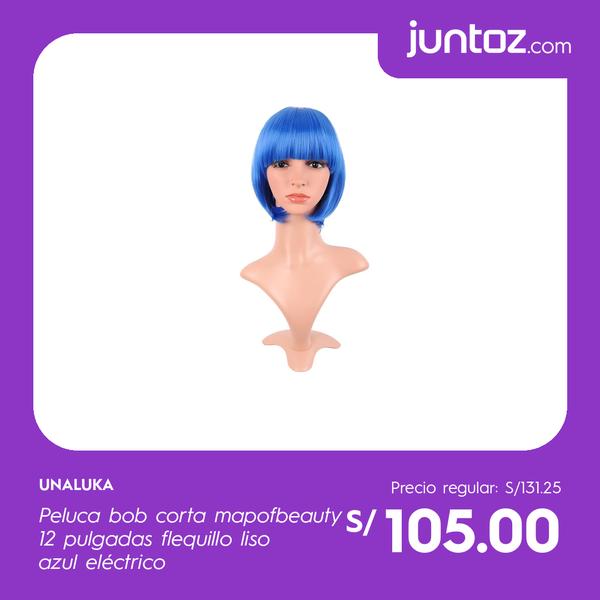 juntoz.com
UNALUKA
Peluca bob corta mapofbeauty
12 pulgadas flequillo liso
azul eléctrico
Precio regular: S/131.25
S/105.00